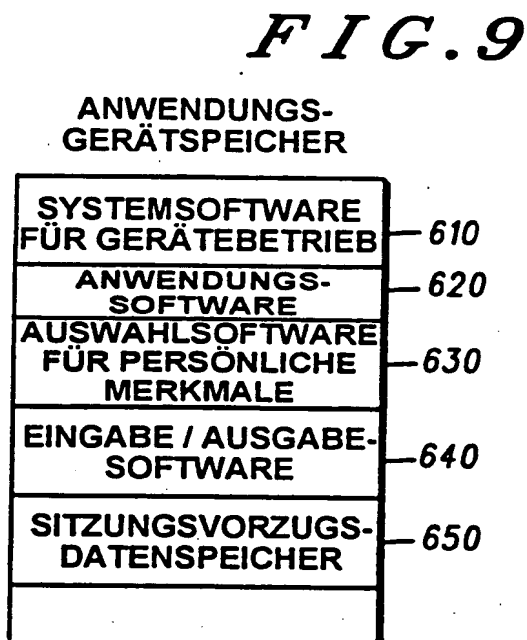 FIG.9
ANWENDUNGS-
GERÄTSPEICHER
SYSTEMSOFTWARE
FÜR GERÄTEBETRIEB
610
ANWENDUNGS-
SOFTWARE
620
AUSWAHLSOFTWARE
FÜR PERSÖNLICHE
MERKMALE
630
EINGABE / AUSGABE-
SOFTWARE
640
SITZUNGSVORZUGS-
DATENSPEICHER
650